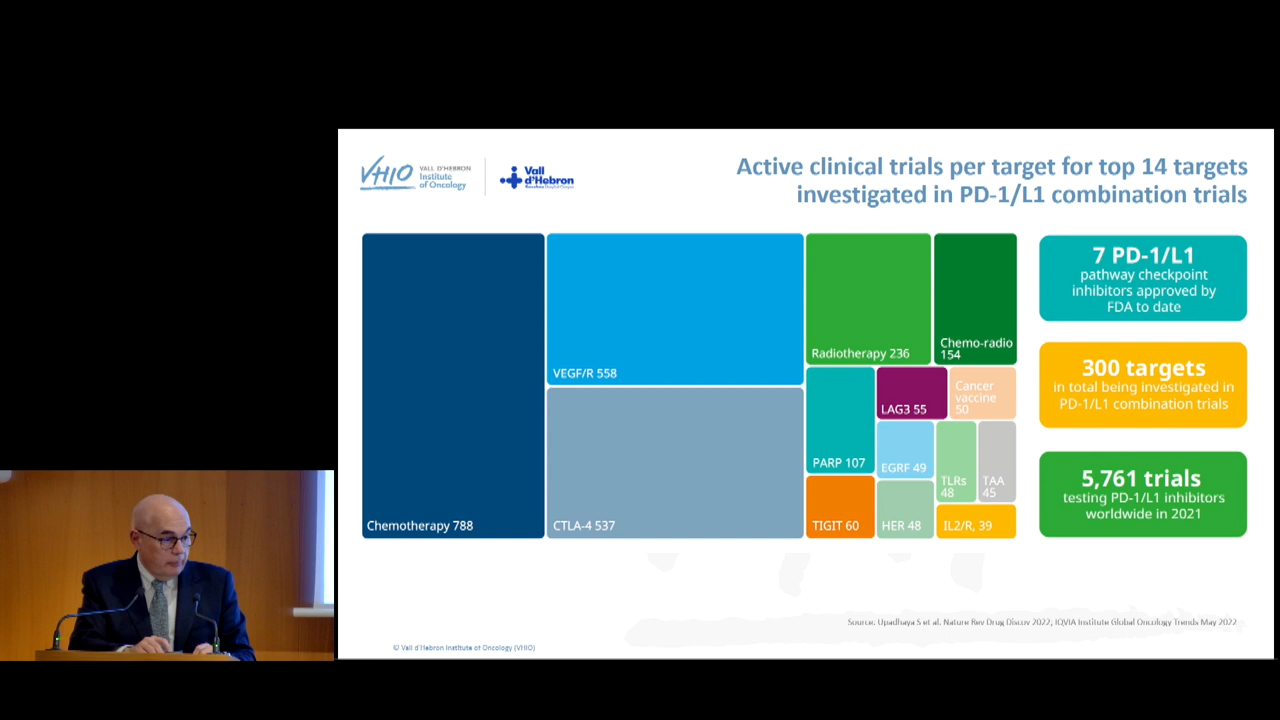 VHIO
VALL D'HEBRON
Institute
of Oncology
Vall
d'Hebron
Active clinical trials per target for top 14 targets
investigated in PD-1/L1 combination trials
Chemotherapy 788
VEGF/R 558
CTLA-4 537
Radiotherapy 236
Chemo-radio
154
PARP 107
TIGIT 60
LAG3 55
Cancer
vaccine
50
EGRF 49
HER 48
TLRs
48
TAA
45
IL2/R, 39
7 PD-1/L1
pathway checkpoint
inhibitors approved by
FDA to date
300 targets
in total being investigated in
PD-1/L1 combination trials
5,761 trials
testing PD-1/L1 inhibitors
worldwide in 2021
Source: Upadhaya S et al. Nature Rev Drug Discov 2022, IQVIA Institute Global Oncology Trends May 2022
© Vall d'Hebron Institute of Oncology (VHIO)